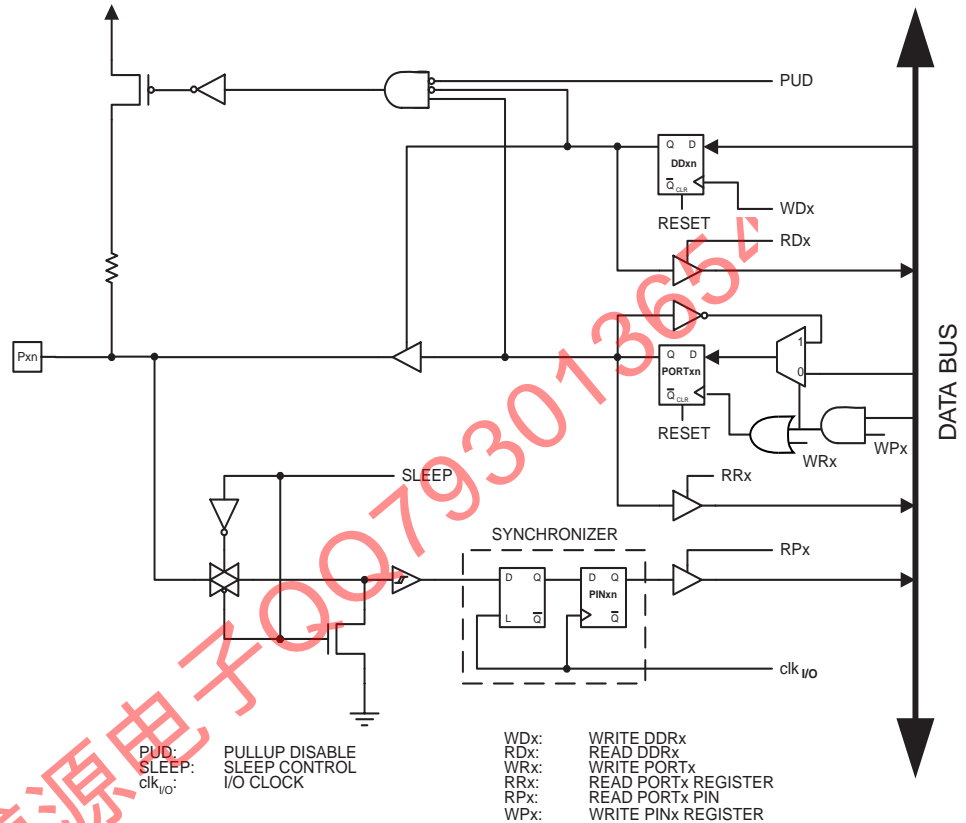 PUD
Q D
DDxn
Q
CLR
WDx
RESET
RDx
1
Pxn
Q D
PORTxn
0
Q
CLR
RESET
WRx
WPx
DATA BUS
SLEEP
RRx
SYNCHRONIZER
RPx
D Q
D Q
PINxn
L Q
Q
clk I/O
PUD: PULLUP DISABLE
SLEEP: SLEEP CONTROL
clkI/O: I/O CLOCK
WDx: WRITE DDRx
RDx: READ DDRx
WRx: WRITE PORTx
RRx: READ PORTx REGISTER
RPx: READ PORTx PIN
WPx: WRITE PINx REGISTER
源电子QQ793013654